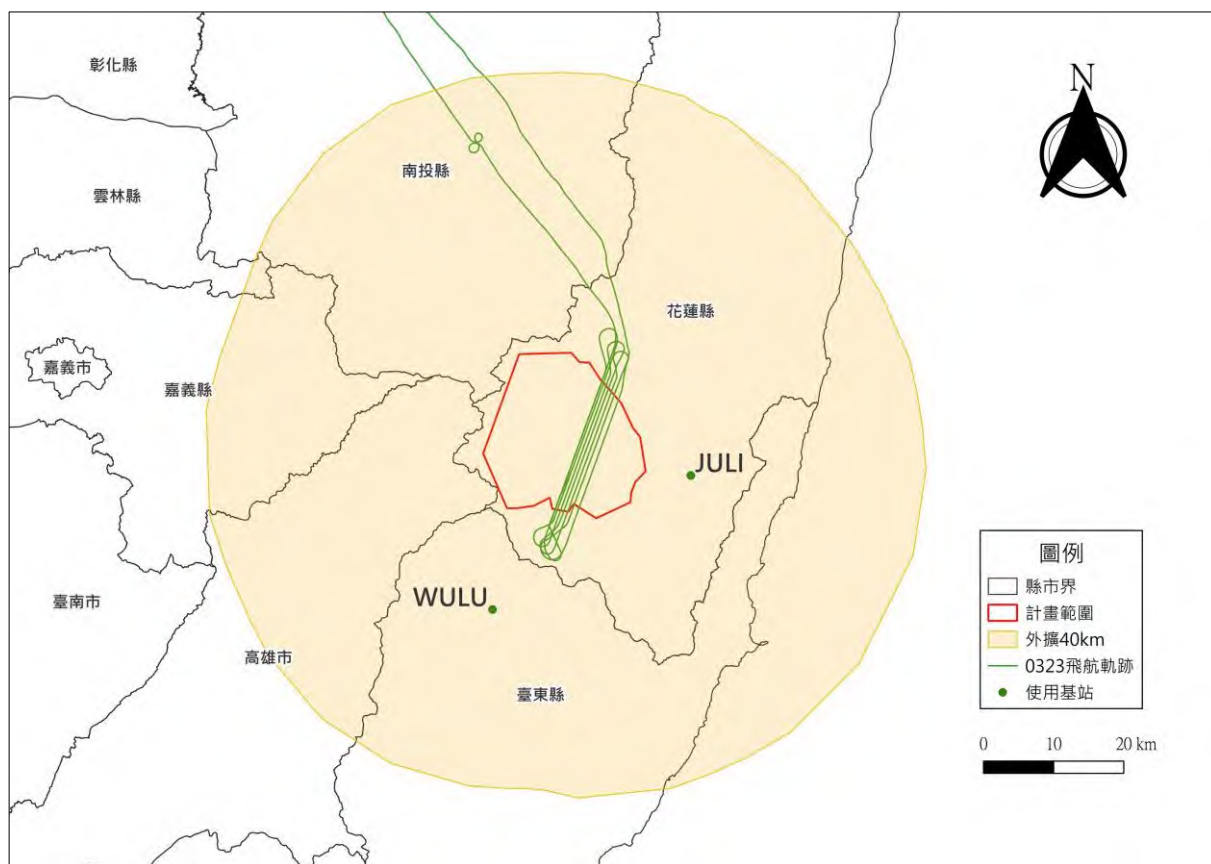 彰化縣
N
南投縣
雲林縣
花蓮縣
嘉義市
嘉義縣
JULI
圖例
縣市界
計畫範圍
外擴40km
0323飛航軌跡
使用基站
WULU
臺南市
高雄市
臺東縣
0 10 20 km